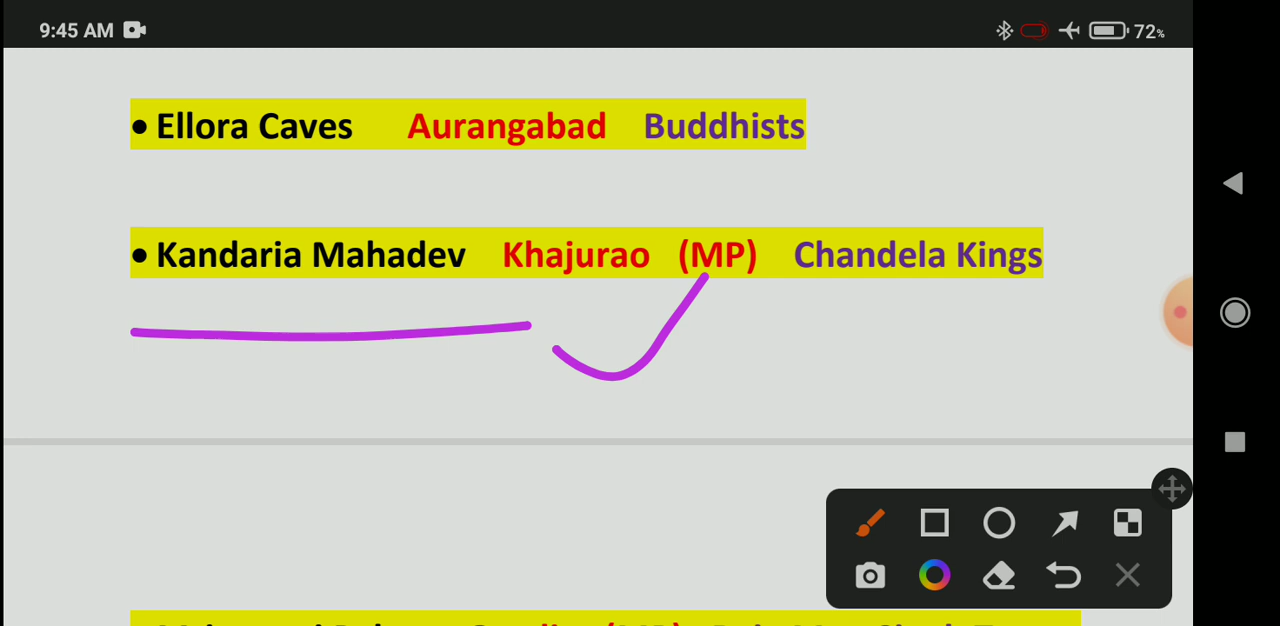 9:45 AM 72%
• Ellora Caves Aurangabad Buddhists
• Kandaria Mahadev Khajurao (MP) Chandela Kings